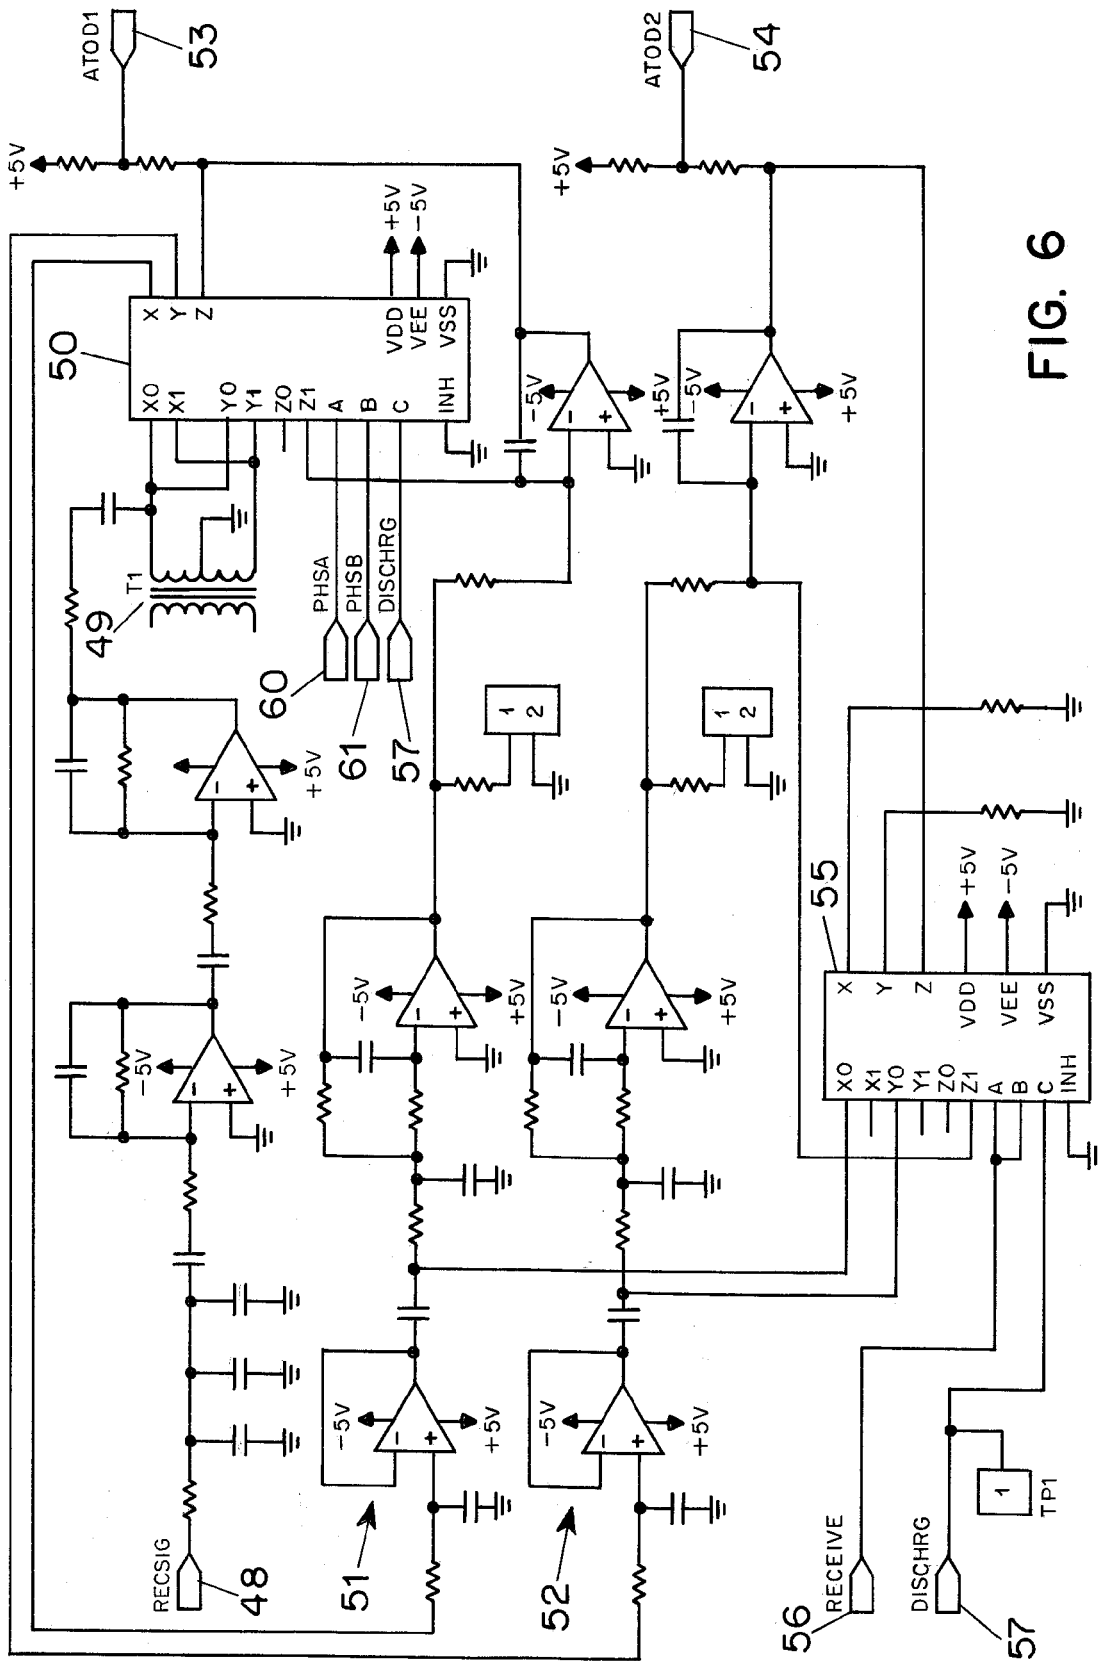 ATOD1
53
+5V
ATOD2
54
+5V
50
X0
X1
Y0
Y1
Z0
Z1
A
B
C
INH
X
Y
Z
VDD
VEE
VSS
+5V
-5V
49
T1
60
PHSA
61
PHSB
57
DISCHRG
-5V
-
+
+5V
-5V
-
+
+5V
-
+
+5V
-5V
-
+
+5V
1
2
1
2
-5V
-
+
+5V
-5V
-
+
+5V
RECSIG
48
51
-5V
-
+
+5V
52
-5V
-
+
+5V
55
X0
X1
Y0
Y1
Z0
Z1
A
B
C
INH
X
Y
Z
VDD
VEE
VSS
+5V
-5V
56
RECEIVE
57
DISCHRG
1
TP1
FIG. 6